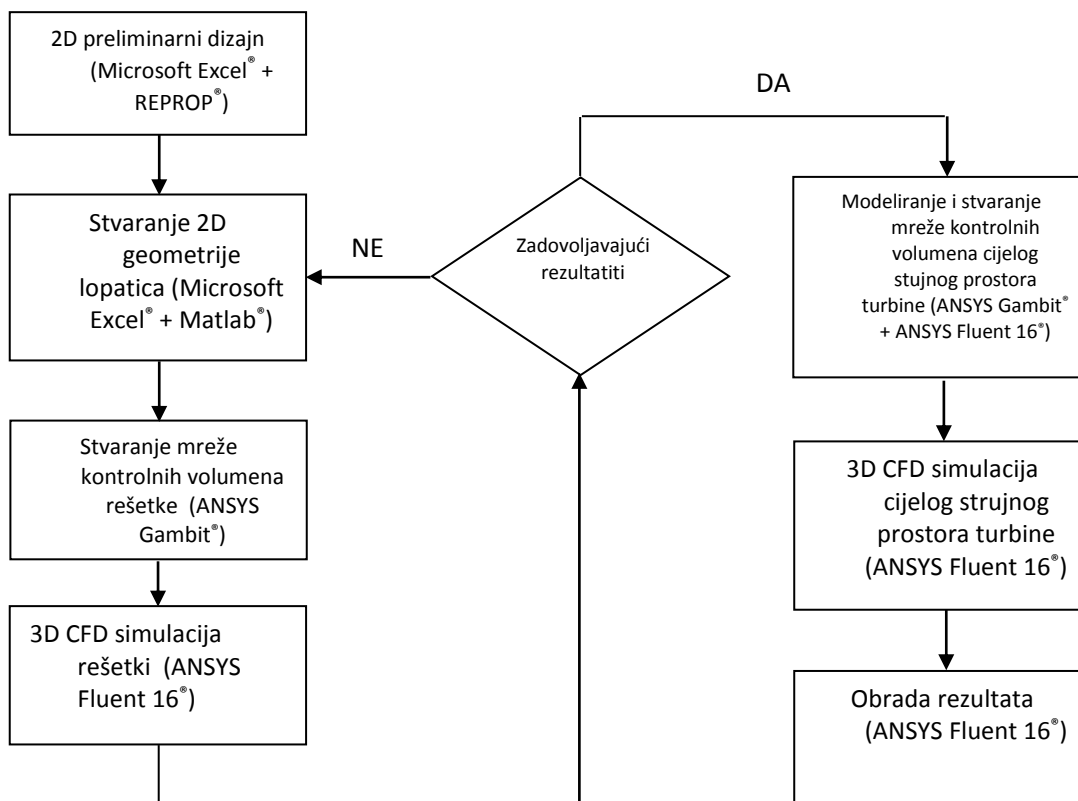 2D preliminarni dizajn
(Microsoft Excel® +
REPROP®)
Stvaranje 2D
geometrije
lopatica (Microsoft
Excel® + Matlab®)
Stvaranje mreže
kontrolnih volumena
rešetke (ANSYS
Gambit®)
3D CFD simulacija
rešetki (ANSYS
Fluent 16®)
NE
Zadovoljavajući
rezultatiti
DA
Modeliranje i stvaranje
mreže kontrolnih
volumena cijelog
stujnog prostora
turbine (ANSYS Gambit®
+ ANSYS Fluent 16®)
3D CFD simulacija
cijelog strujnog
prostora turbine
(ANSYS Fluent 16®)
Obrada rezultata
(ANSYS Fluent 16®)